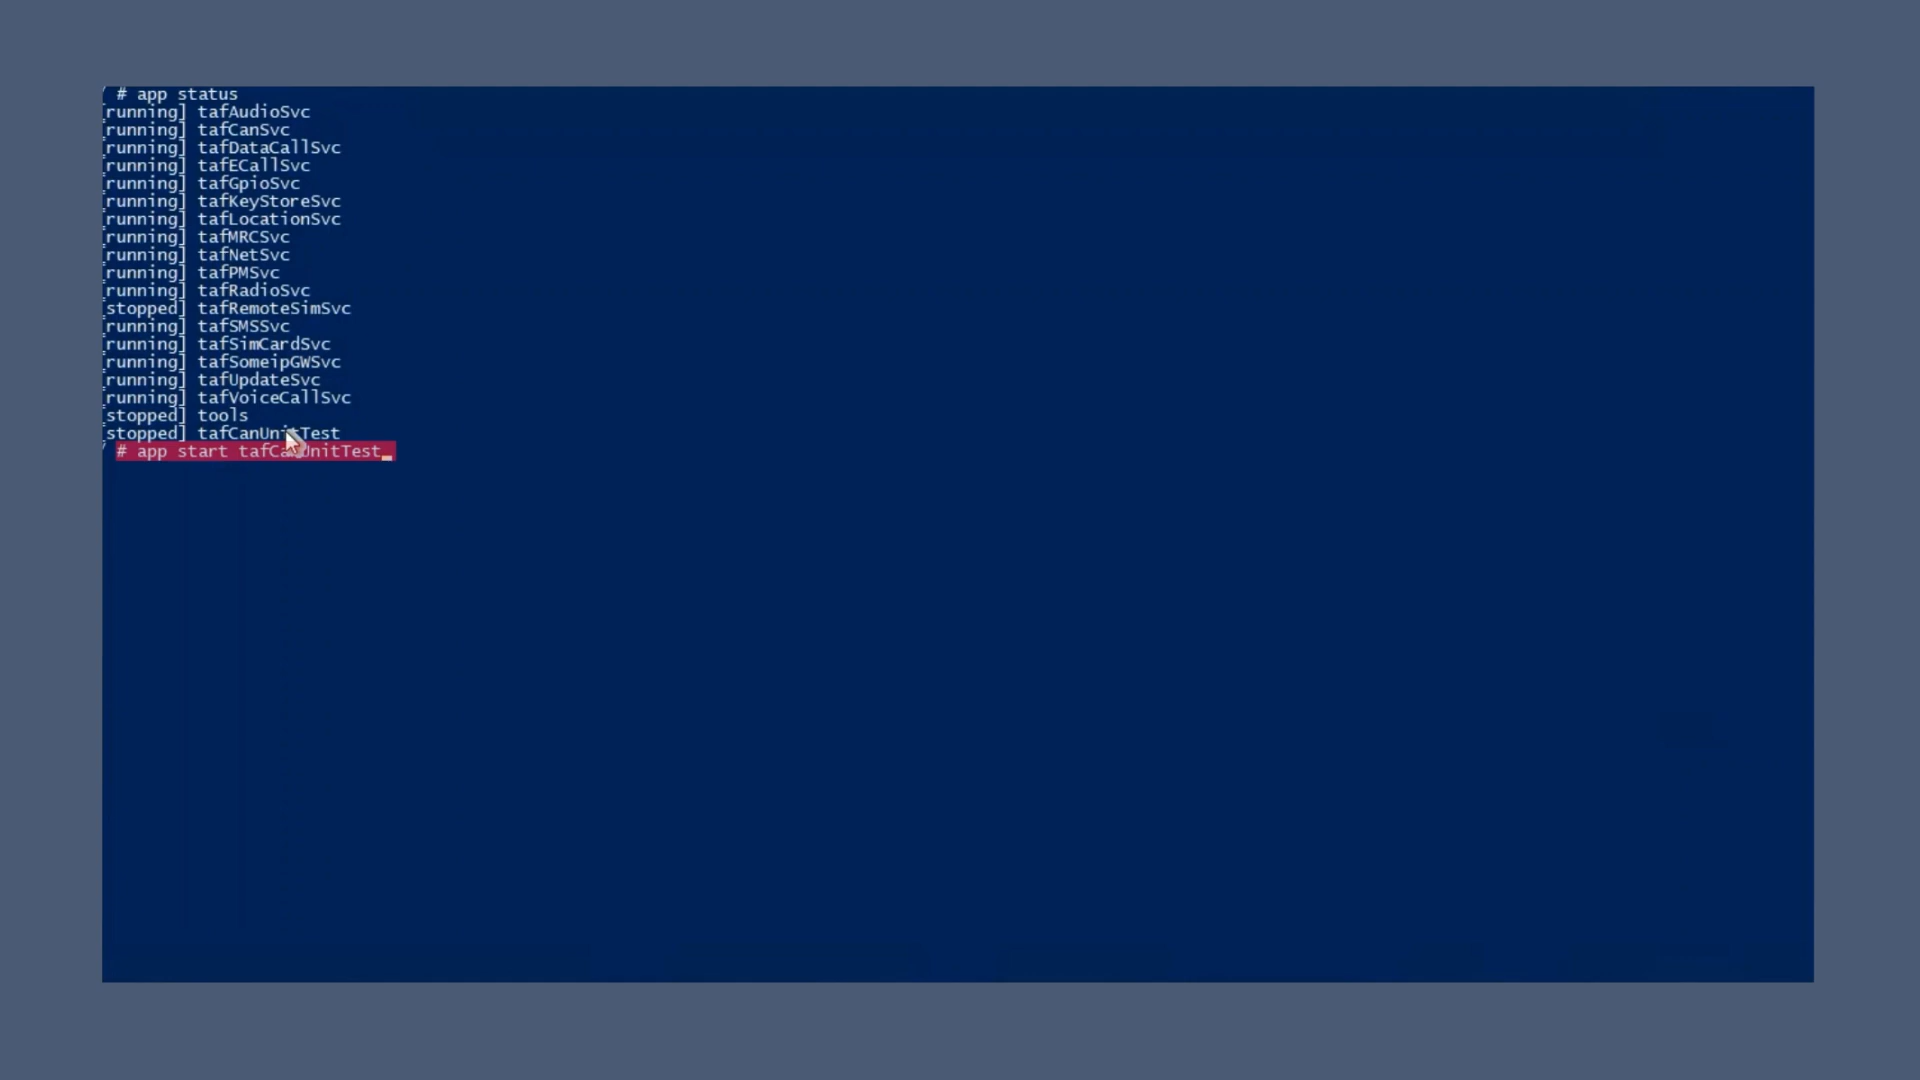 / # app status
[running] tafAudioSvc
[running] tafCanSvc
[running] tafDataCallSvc
[running] tafECallSvc
[running] tafGpioSvc
[running] tafKeyStoreSvc
[running] tafLocationSvc
[running] tafMRCSvc
[running] tafNetSvc
[running] tafPMSvc
[running] tafRadioSvc
[stopped] tafRemoteSimSvc
[running] tafSMSSvc
[running] tafSimCardSvc
[running] tafSomeipGWSvc
[running] tafUpdateSvc
[running] tafVoiceCallSvc
[stopped] tools
[stopped] tafCanUnitTest
/ # app start tafCanUnitTest_